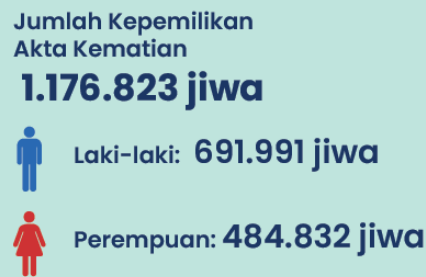 Jumlah Kepemilikan
Akta Kematian
1.176.823 jiwa
Laki-laki: 691.991 jiwa
Perempuan: 484.832 jiwa